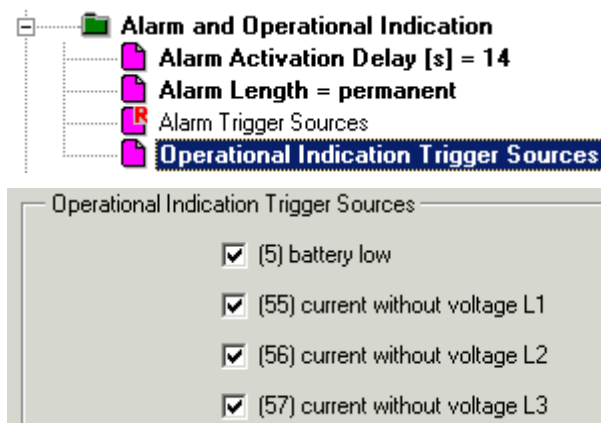 Alarm and Operational Indication
Alarm Activation Delay [s] = 14
Alarm Length = permanent
R
Alarm Trigger Sources
Operational Indication Trigger Sources
Operational Indication Trigger Sources
(5) battery low
(55) current without voltage L1
(56) current without voltage L2
(57) current without voltage L3